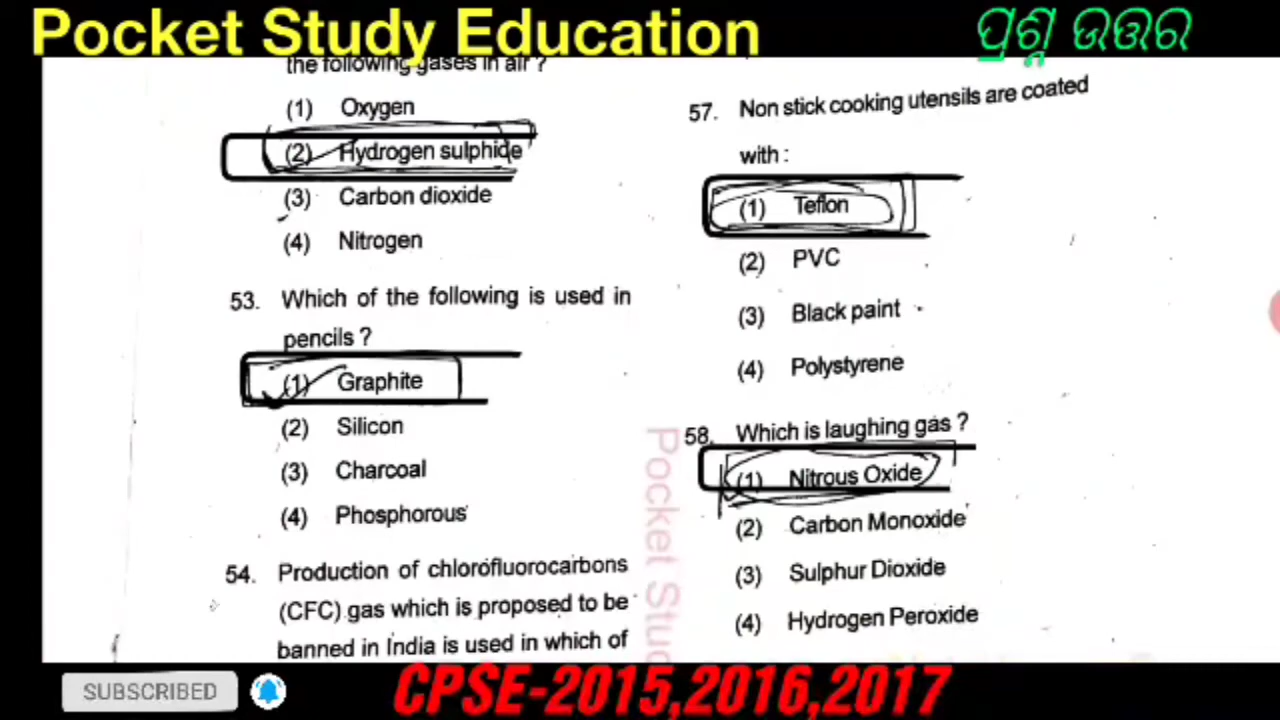 Pocket Study Education
ପ୍ରଶ୍ନ ଉତ୍ତର
the following gases in air ?
(1) Oxygen
(2) Hydrogen sulphide
(3) Carbon dioxide
(4) Nitrogen
53. Which of the following is used in
pencils ?
(1) Graphite
(2) Silicon
(3) Charcoal
(4) Phosphorous
54. Production of chlorofluorocarbons
(CFC) gas which is proposed to be
banned in India is used in which of
57. Non stick cooking utensils are coated
with :
(1) Teflon
(2) PVC
(3) Black paint
(4) Polystyrene
58. Which is laughing gas ?
(1) Nitrous Oxide
(2) Carbon Monoxide
(3) Sulphur Dioxide
(4) Hydrogen Peroxide
Pocket Stud
SUBSCRIBED
CPSE-2015,2016,2017